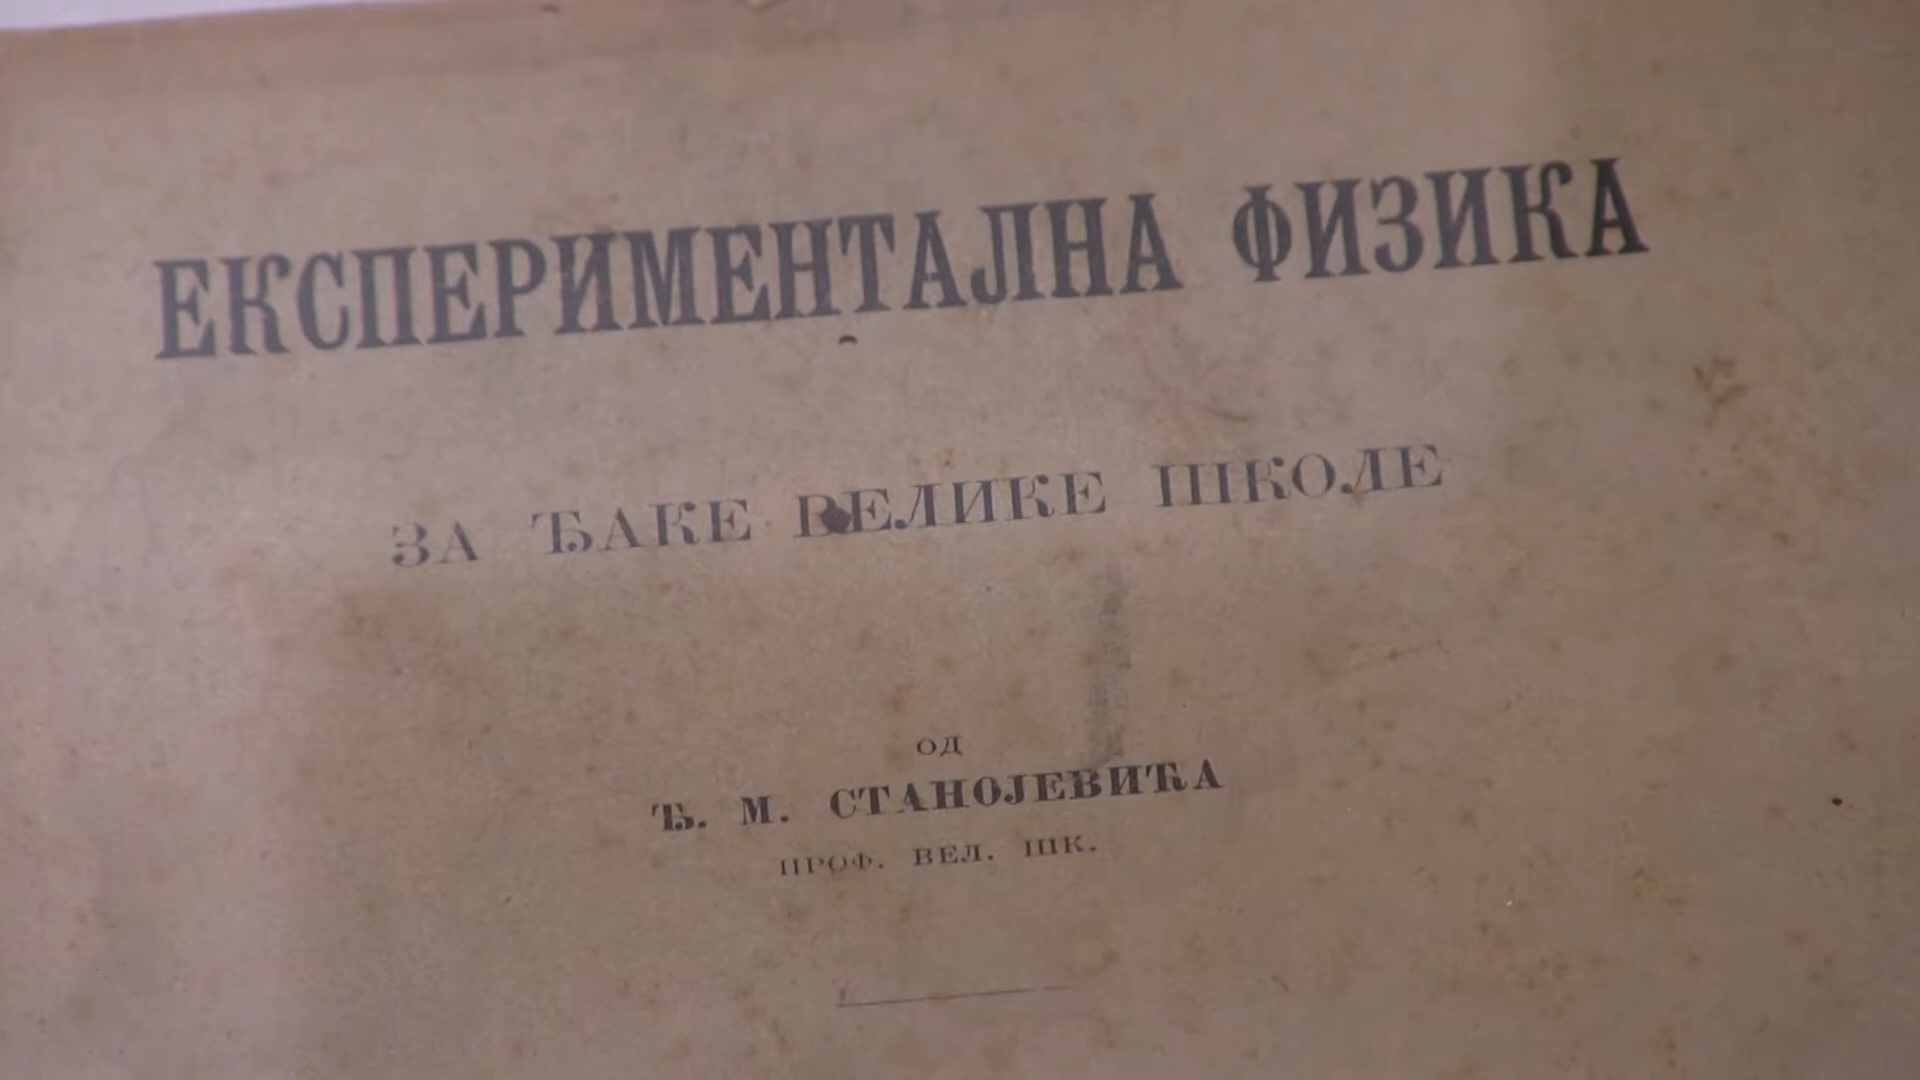 ЕКСПЕРИМЕНТАЛНА ФИЗИКА
ЗА ЂАКЕ ВЕЛИКЕ ШКОЛЕ
ОД
Ђ. М. СТАНОЈЕВИЋА
ПРОФ. ВЕЛ. ШК.